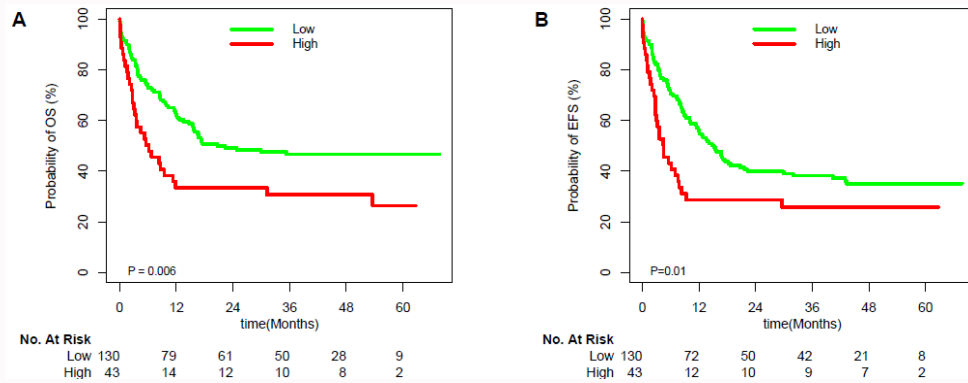 A
Low
High
Probability of OS (%)
100
80
60
40
20
0
P = 0.006
0 12 24 36 48 60
time(Months)
No. At Risk
Low 130 79 61 50 28 9
High 43 14 12 10 8 2
B
Low
High
Probability of EFS (%)
100
80
60
40
20
0
P=0.01
0 12 24 36 48 60
time(Months)
No. At Risk
Low 130 72 50 42 21 8
High 43 12 10 9 7 2